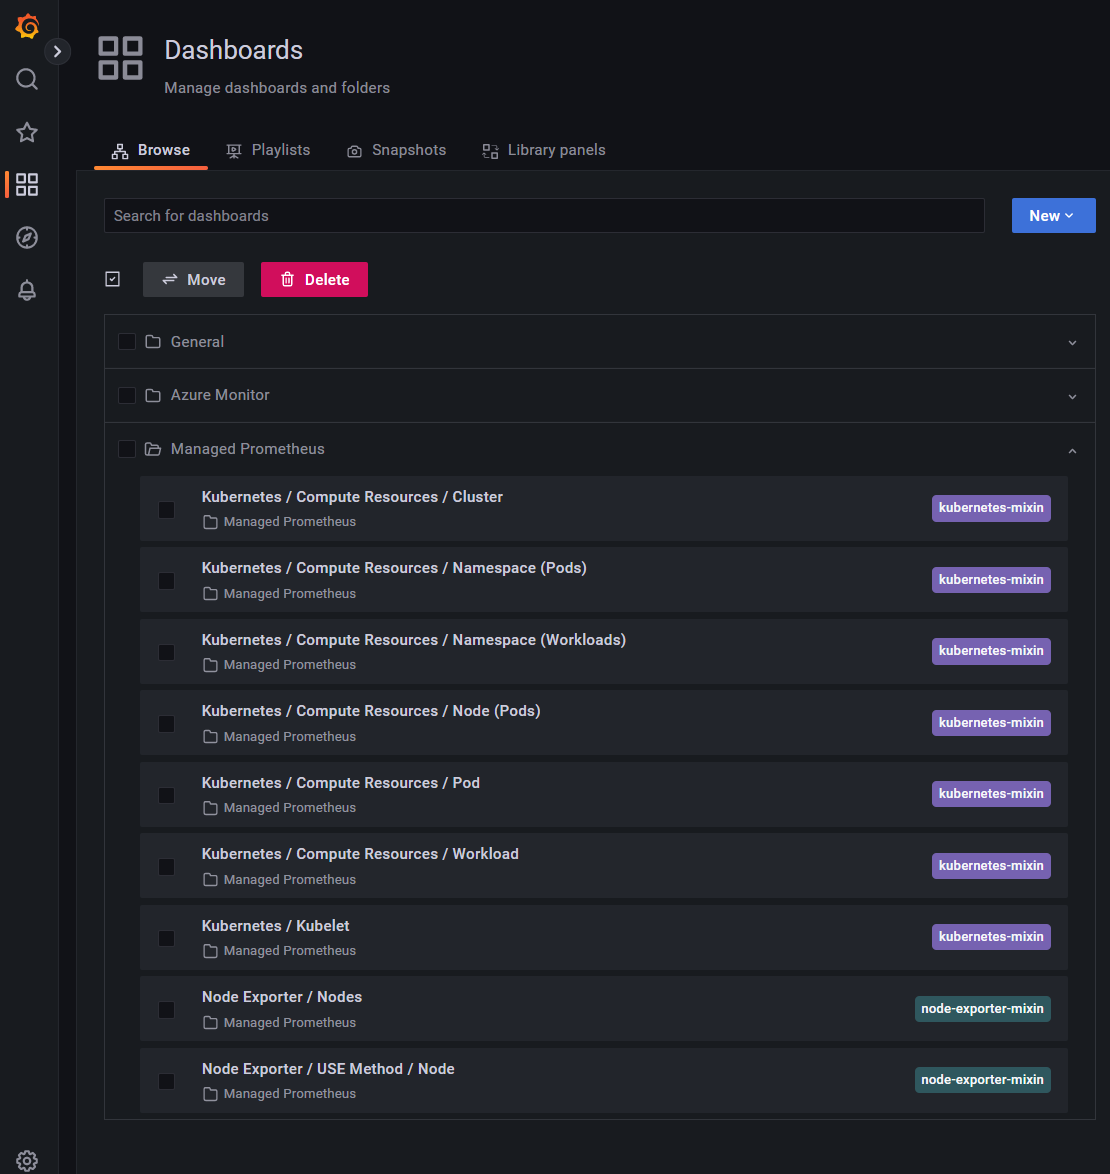 Dashboards
Manage dashboards and folders
Browse
Playlists
Snapshots
Library panels
Search for dashboards
New
Move
Delete
General
Azure Monitor
Managed Prometheus
Kubernetes / Compute Resources / Cluster
Managed Prometheus
kubernetes-mixin
Kubernetes / Compute Resources / Namespace (Pods)
Managed Prometheus
kubernetes-mixin
Kubernetes / Compute Resources / Namespace (Workloads)
Managed Prometheus
kubernetes-mixin
Kubernetes / Compute Resources / Node (Pods)
Managed Prometheus
kubernetes-mixin
Kubernetes / Compute Resources / Pod
Managed Prometheus
kubernetes-mixin
Kubernetes / Compute Resources / Workload
Managed Prometheus
kubernetes-mixin
Kubernetes / Kubelet
Managed Prometheus
kubernetes-mixin
Node Exporter / Nodes
Managed Prometheus
node-exporter-mixin
Node Exporter / USE Method / Node
Managed Prometheus
node-exporter-mixin